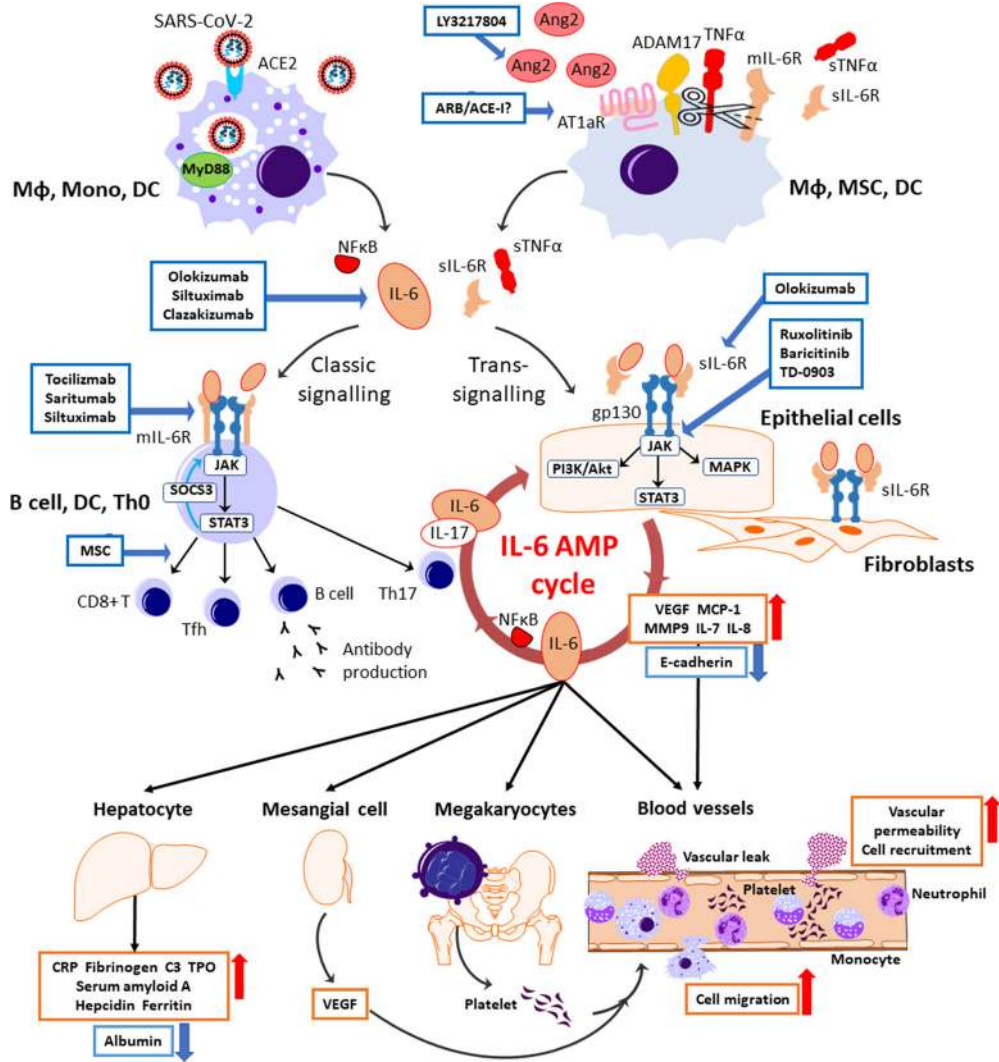 SARS-CoV-2
ACE2
MyD88
Mф, Mono, DC
LY3217804
Ang2
Ang2
Ang2
ARB/ACE-I?
AT1aR
ADAM17
TNFα
mIL-6R
sTNFα
sIL-6R
Mф, MSC, DC
NFκB
IL-6
sIL-6R
sTNFα
Olokizumab
Siltuximab
Clazakizumab
Classic
signalling
Trans-
signalling
Olokizumab
Ruxolitinib
Baricitinib
TD-0903
Tocilizmab
Saritumab
Siltuximab
mIL-6R
JAK
SOCS3
STAT3
B cell, DC, Th0
MSC
CD8+ T
Tfh
B cell
Th17
Antibody
production
sIL-6R
gp130
Epithelial cells
JAK
PI3K/Akt
MAPK
STAT3
sIL-6R
Fibroblasts
IL-6
IL-17
IL-6 AMP
cycle
NFκB
IL-6
VEGF MCP-1
MMP9 IL-7 IL-8
E-cadherin
Hepatocyte
Mesangial cell
Megakaryocytes
Blood vessels
Vascular
permeability
Cell recruitment
Vascular leak
Platelet
Neutrophil
Monocyte
Cell migration
CRP Fibrinogen C3 TPO
Serum amyloid A
Hepcidin Ferritin
Albumin
VEGF
Platelet